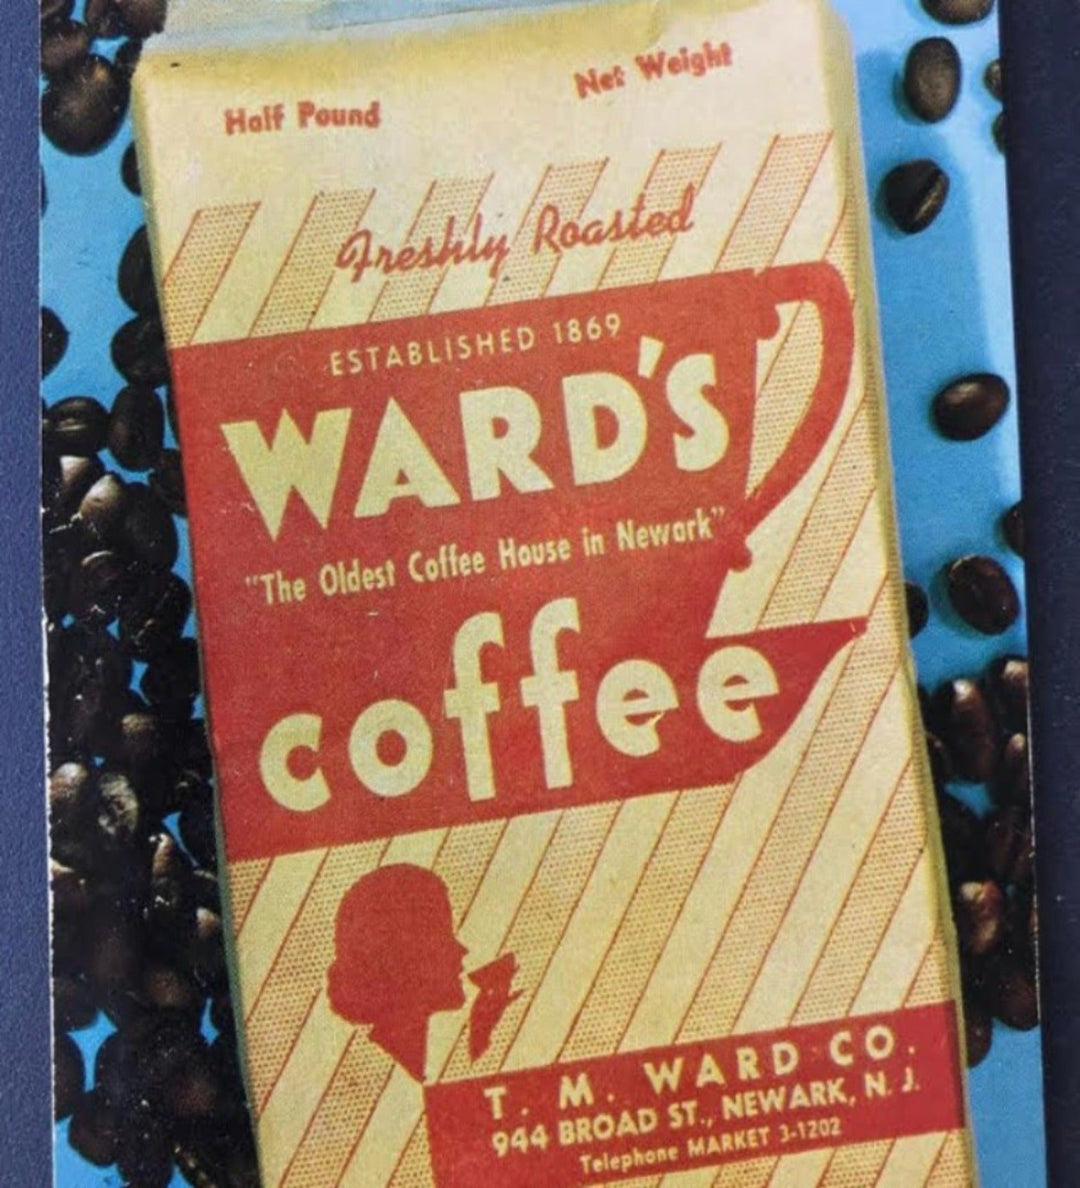 Half Pound Net Weight
Freshly Roasted
ESTABLISHED 1869
WARD'S
"The Oldest Coffee House in Newark"
coffee
T. M. WARD CO.
944 BROAD ST., NEWARK, N. J.
Telephone MARKET 3-1202